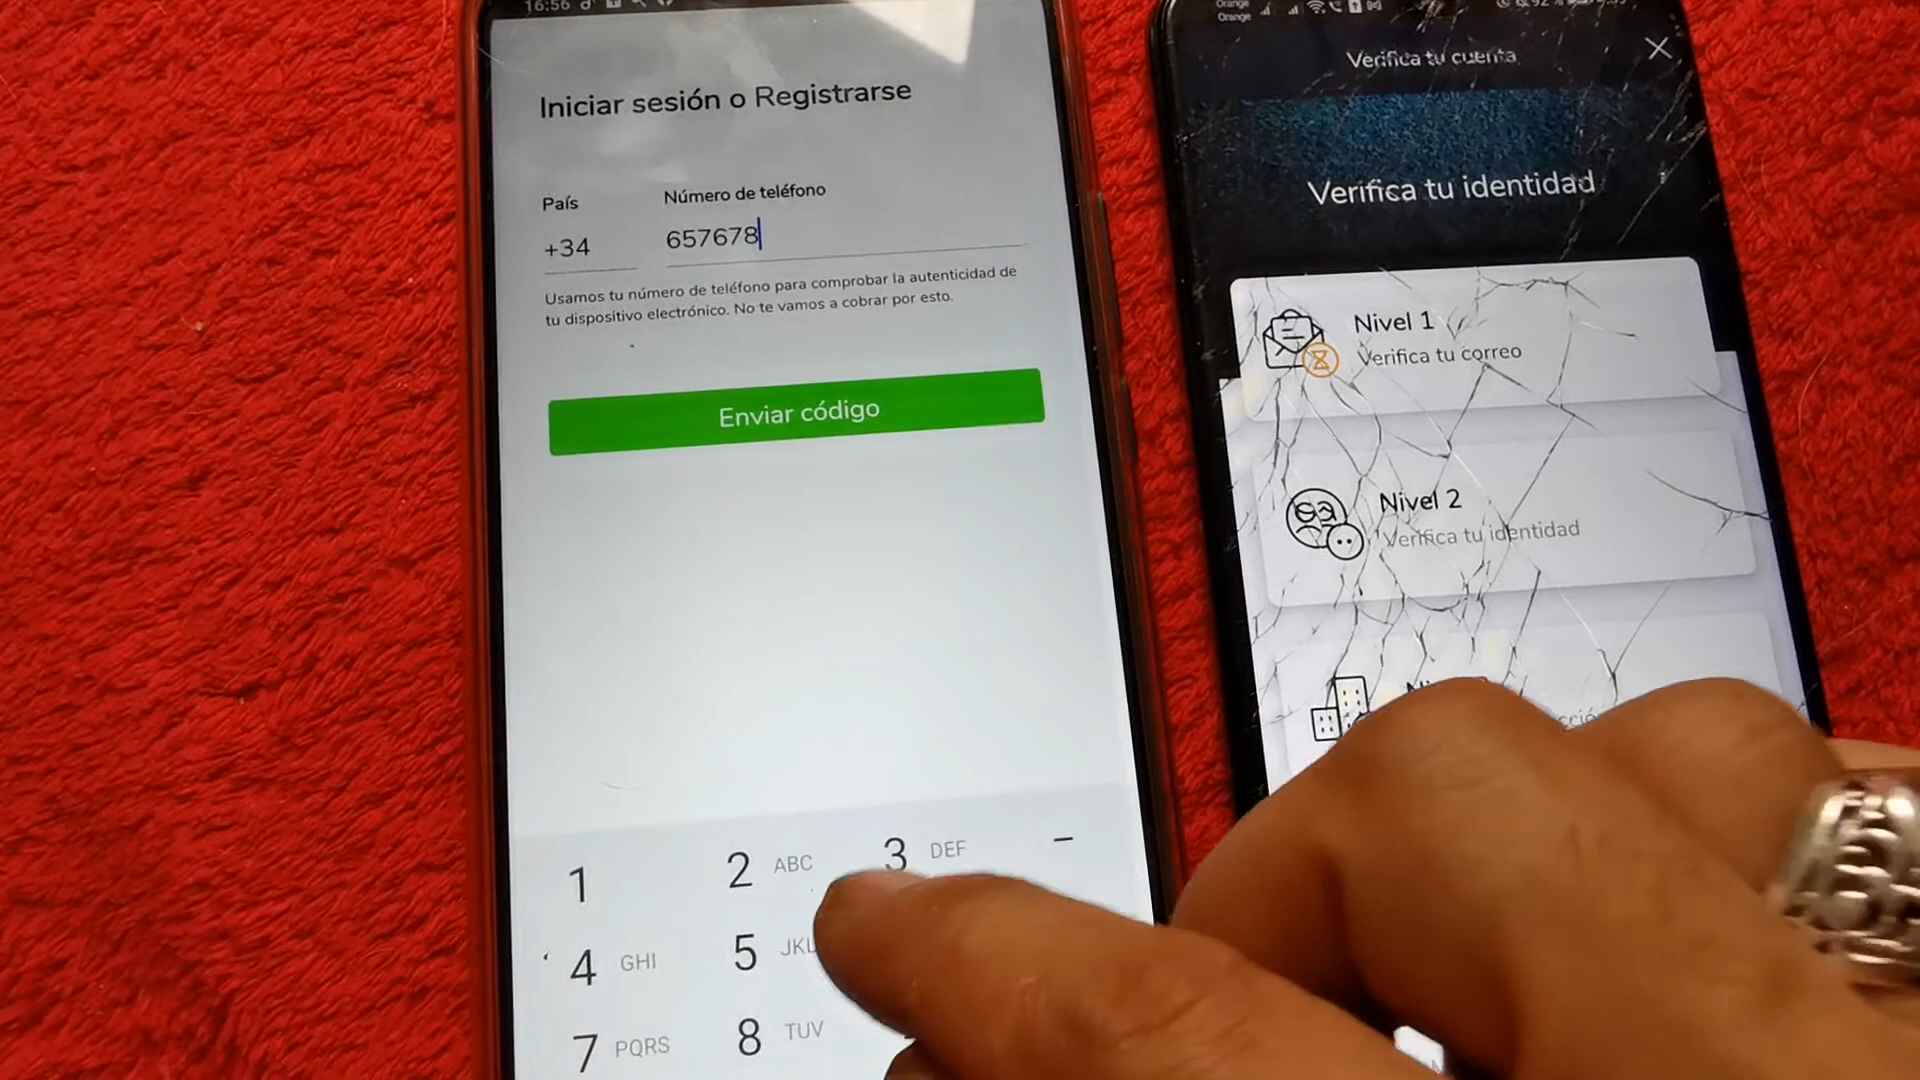 16:56
Iniciar sesión o Registrarse
País
Número de teléfono
+34
657678
Usamos tu número de teléfono para comprobar la autenticidad de
tu dispositivo electrónico. No te vamos a cobrar por esto.
Enviar código
1
2 ABC
3 DEF
-
4 GHI
5 JKL
7 PQRS
8 TUV
Orange
Orange
92 %
Verifica tu cuenta
Verifica tu identidad
Nivel 1
Verifica tu correo
Nivel 2
Verifica tu identidad